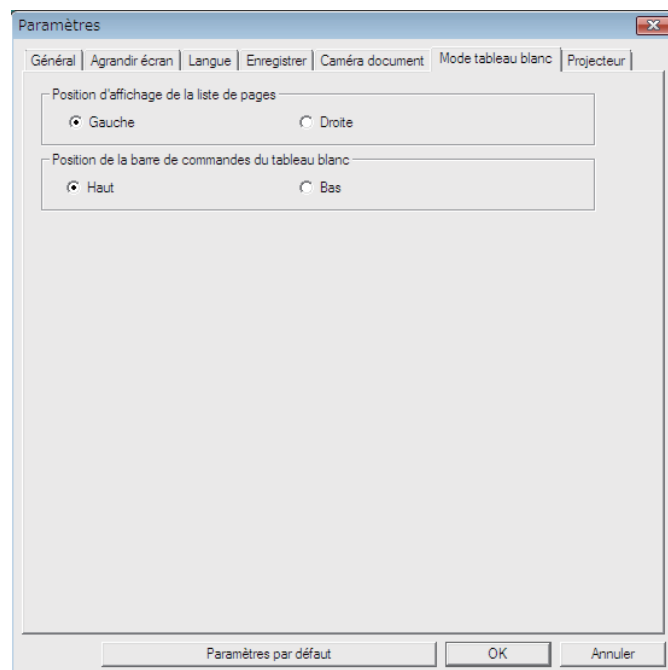 Paramètres
Général Agrandir écran Langue Enregistrer Caméra document Mode tableau blanc Projecteur
Position d'affichage de la liste de pages
Gauche Droite
Position de la barre de commandes du tableau blanc
Haut Bas
Paramètres par défaut OK Annuler